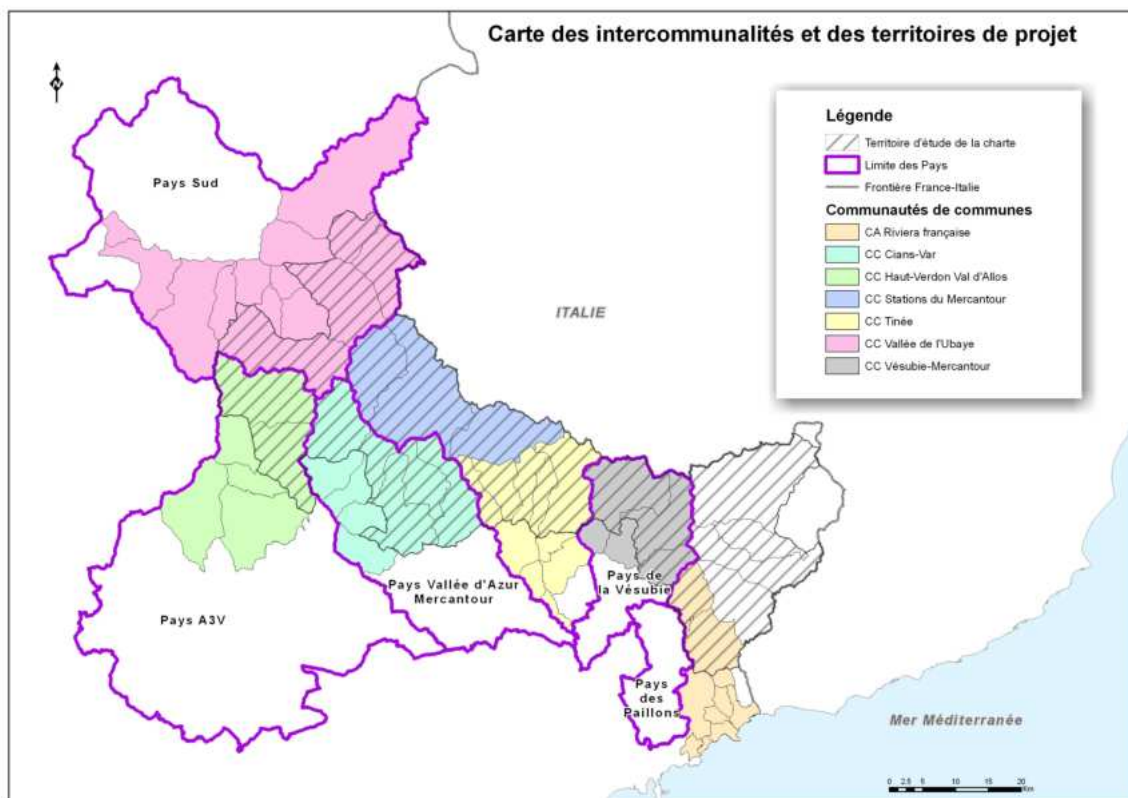 Carte des intercommunalités et des territoires de projet
N
Légende
Territoire d'étude de la charte
Limite des Pays
Frontière France-Italie
Communautés de communes
CA Riviera française
CC Cians-Var
CC Haut-Verdon Val d'Allos
CC Stations du Mercantour
CC Tinée
CC Vallée de l'Ubaye
CC Vésubie-Mercantour
Pays Sud
ITALIE
Pays Vallée d'Azur
Mercantour
Pays de
la Vésubie
Pays A3V
Pays
des
Paillons
Mer Méditerranée
0 2.5 5 10 15 20
Km